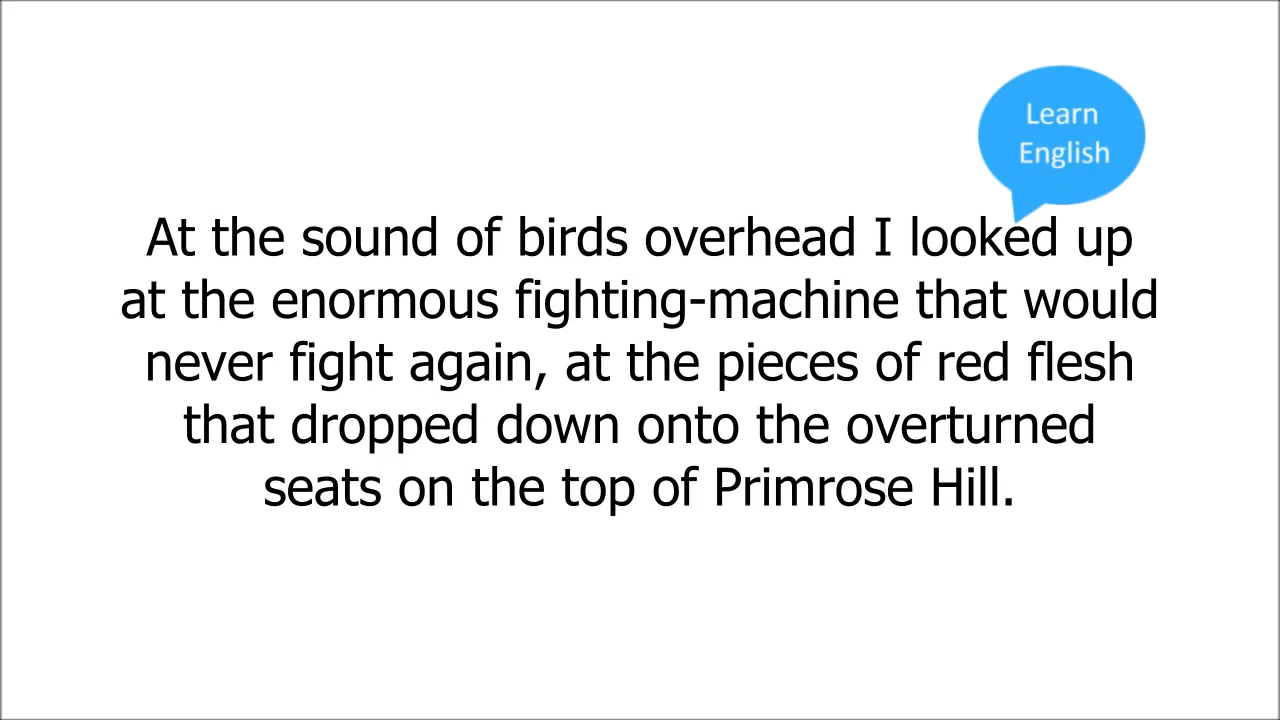 Learn
English
At the sound of birds overhead I looked up
at the enormous fighting-machine that would
never fight again, at the pieces of red flesh
that dropped down onto the overturned
seats on the top of Primrose Hill.